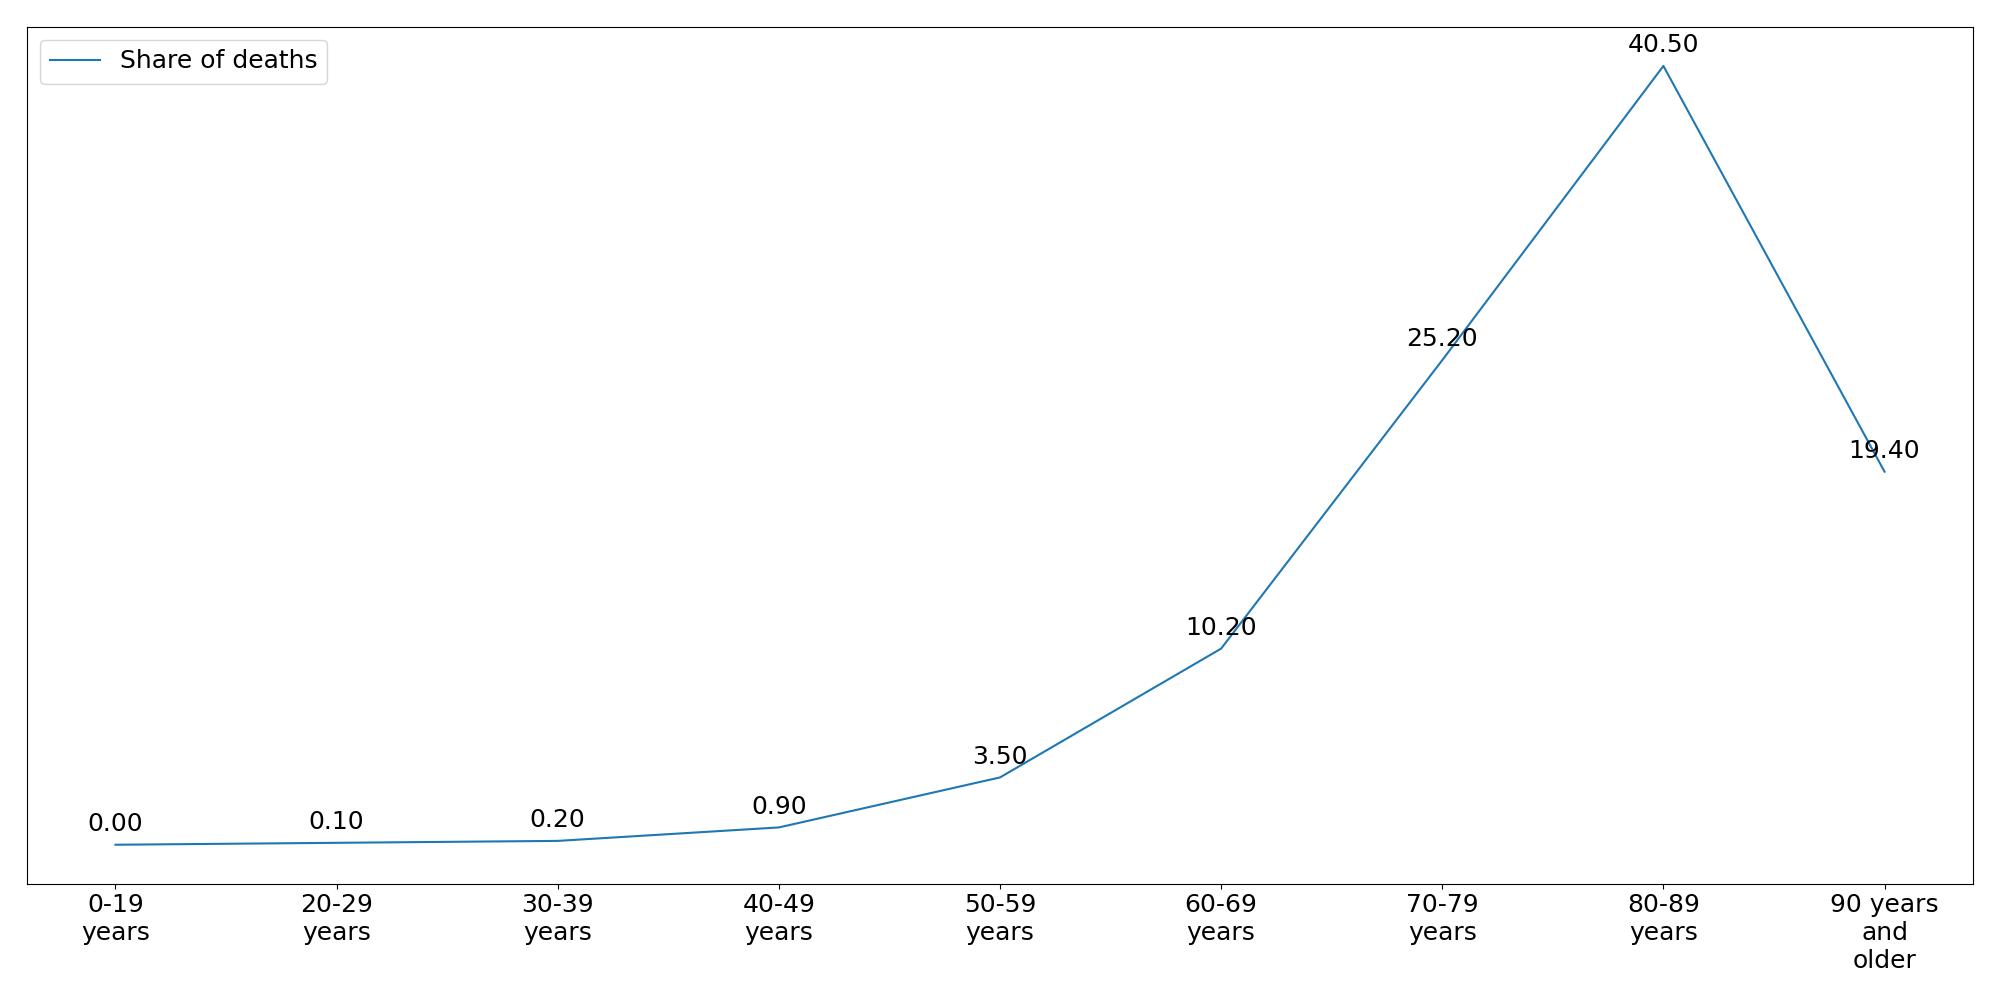 Share of deaths
40.50
25.20
19.40
10.20
3.50
0.90
0.20
0.10
0.00
0-19
years
20-29
years
30-39
years
40-49
years
50-59
years
60-69
years
70-79
years
80-89
years
90 years
and
older